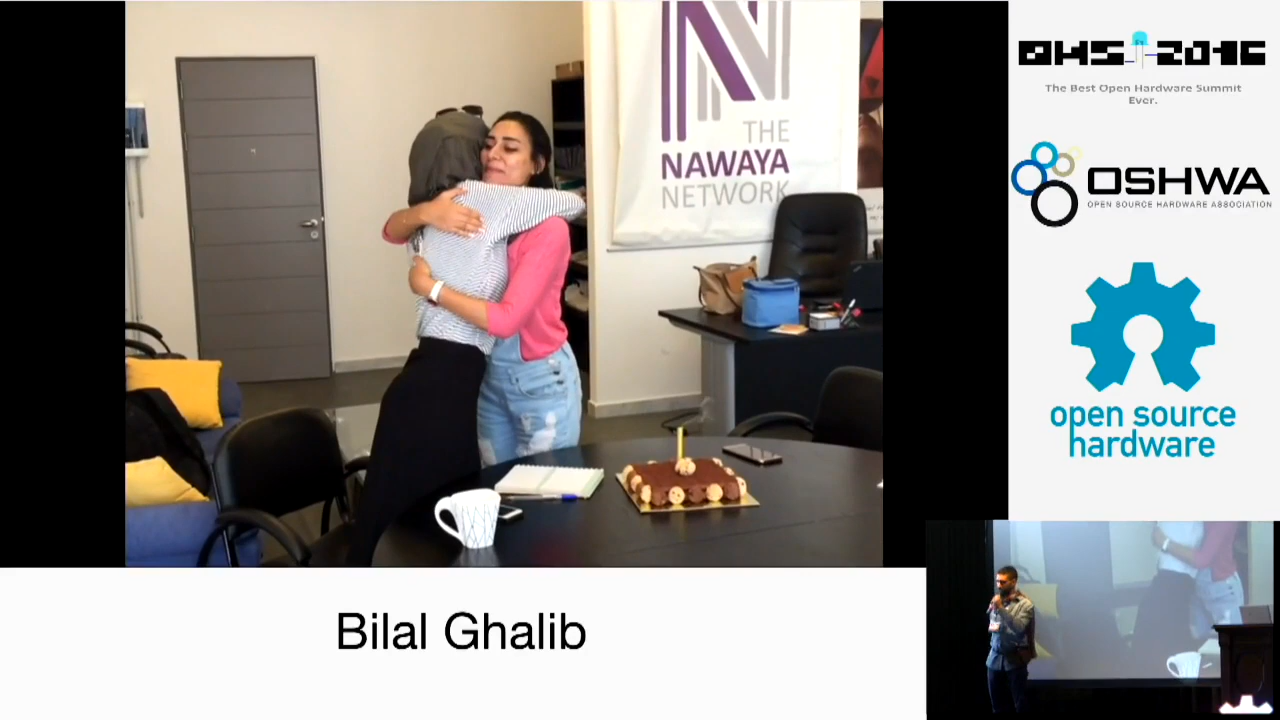 THE
NAWAYA
NETWORK
Bilal Ghalib
OHS 2016
The Best Open Hardware Summit
Ever.
OSHWA
OPEN SOURCE HARDWARE ASSOCIATION
open source
hardware